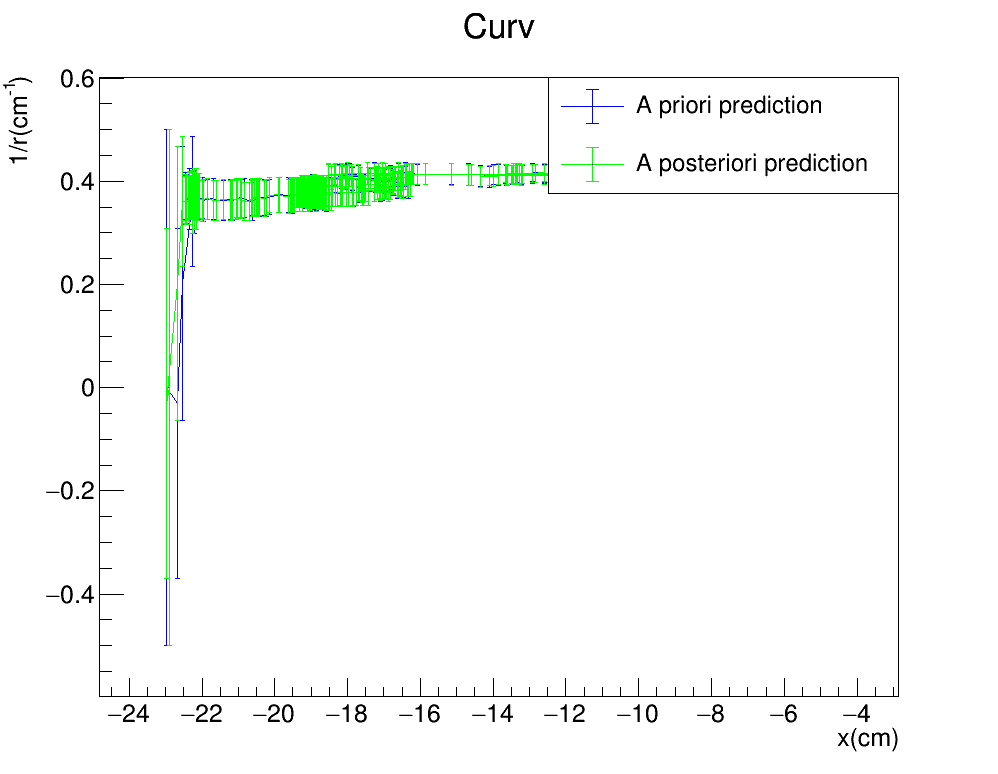 Curv
1/r(cm-1)
0.6
0.4
0.2
0
−0.2
−0.4
A priori prediction
A posteriori prediction
−24 −22 −20 −18 −16 −14 −12 −10 −8 −6 −4
x(cm)